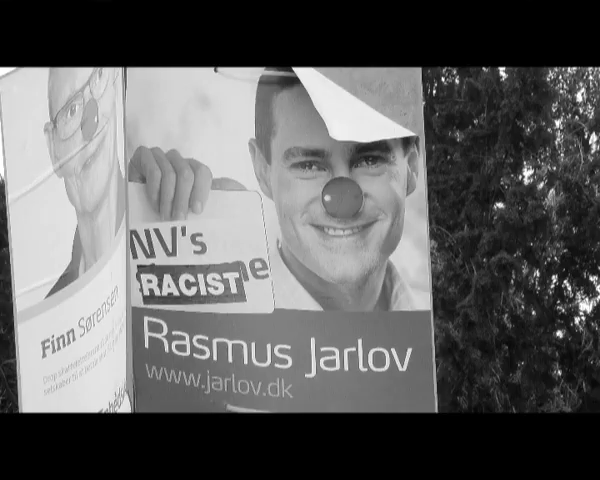 NV's
RACIST
e
Rasmus Jarlov
www.jarlov.dk
Finn Sørensen